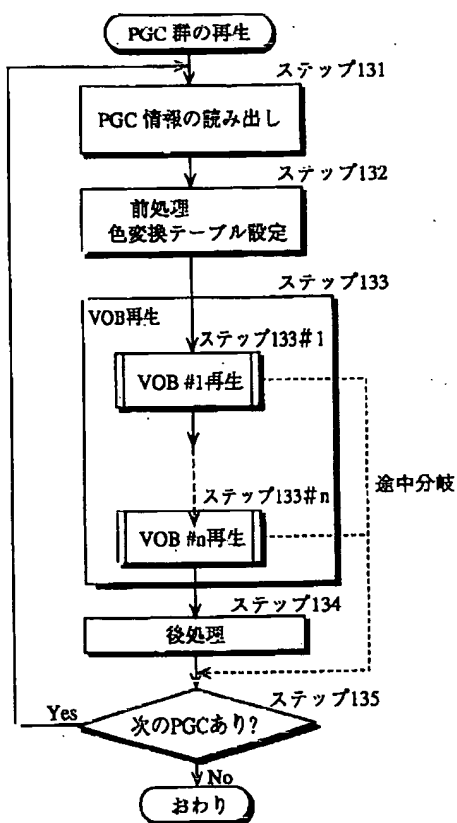 PGC 群の再生
ステップ131
PGC 情報の読み出し
ステップ132
前処理
色変換テーブル設定
ステップ133
VOB再生
ステップ133#1
VOB #1再生
途中分岐
ステップ133#n
VOB #n再生
ステップ134
後処理
ステップ135
Yes
次のPGCあり?
No
おわり